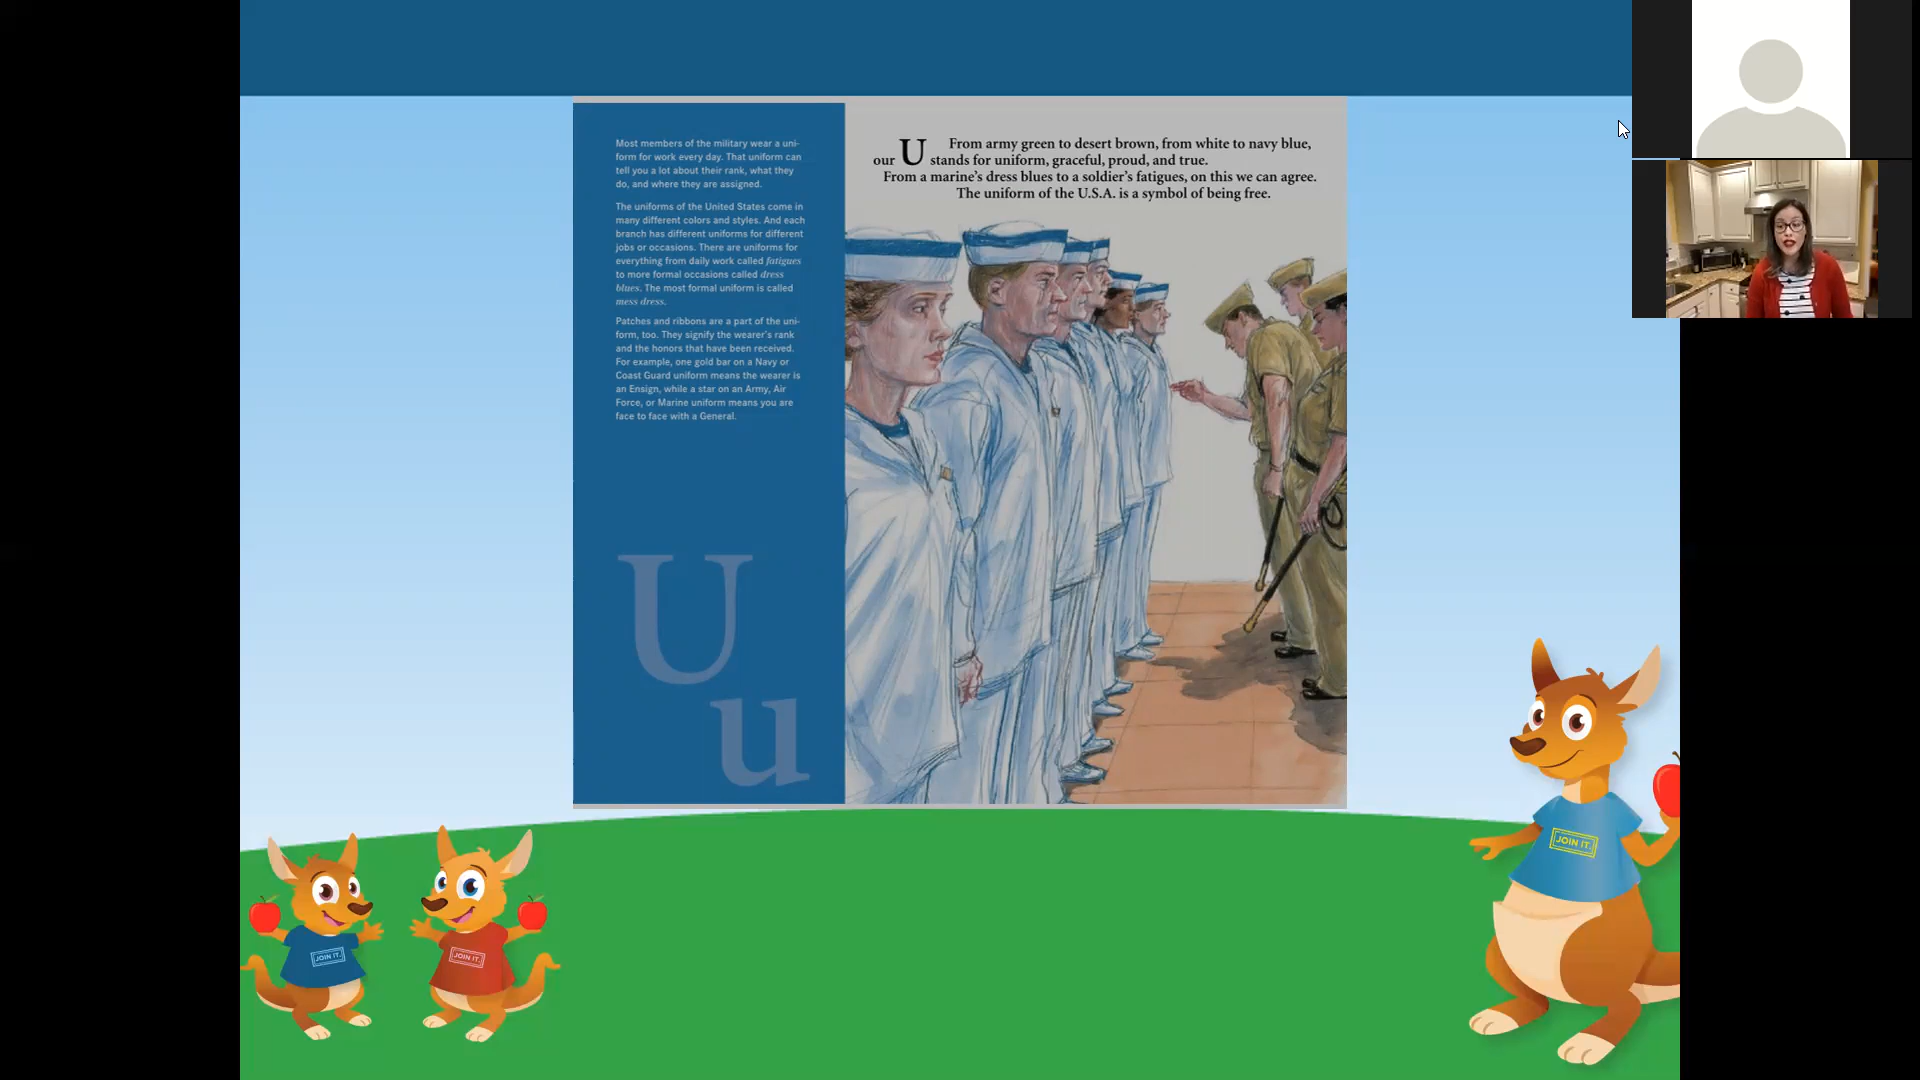 Most members of the military wear a uni-
form for work every day. That uniform can
tell you a lot about their rank, what they
do, and where they are assigned.
The uniforms of the United States come in
many different colors and styles. And each
branch has different uniforms for different
jobs or occasions. There are uniforms for
everything from daily work called fatigues
to more formal occasions called dress
blues. The most formal uniform is called
mess dress.
Patches and ribbons are a part of the uni-
form, too. They signify the wearer's rank
and the honors that have been received.
For example, one gold bar on a Navy or
Coast Guard uniform means the wearer is
an Ensign, while a star on an Army, Air
Force, or Marine uniform means you are
face to face with a General.
U
u
From army green to desert brown, from white to navy blue,
our U stands for uniform, graceful, proud, and true.
From a marine's dress blues to a soldier's fatigues, on this we can agree.
The uniform of the U.S.A. is a symbol of being free.
JOIN IT.
JOIN IT.
JOIN IT.